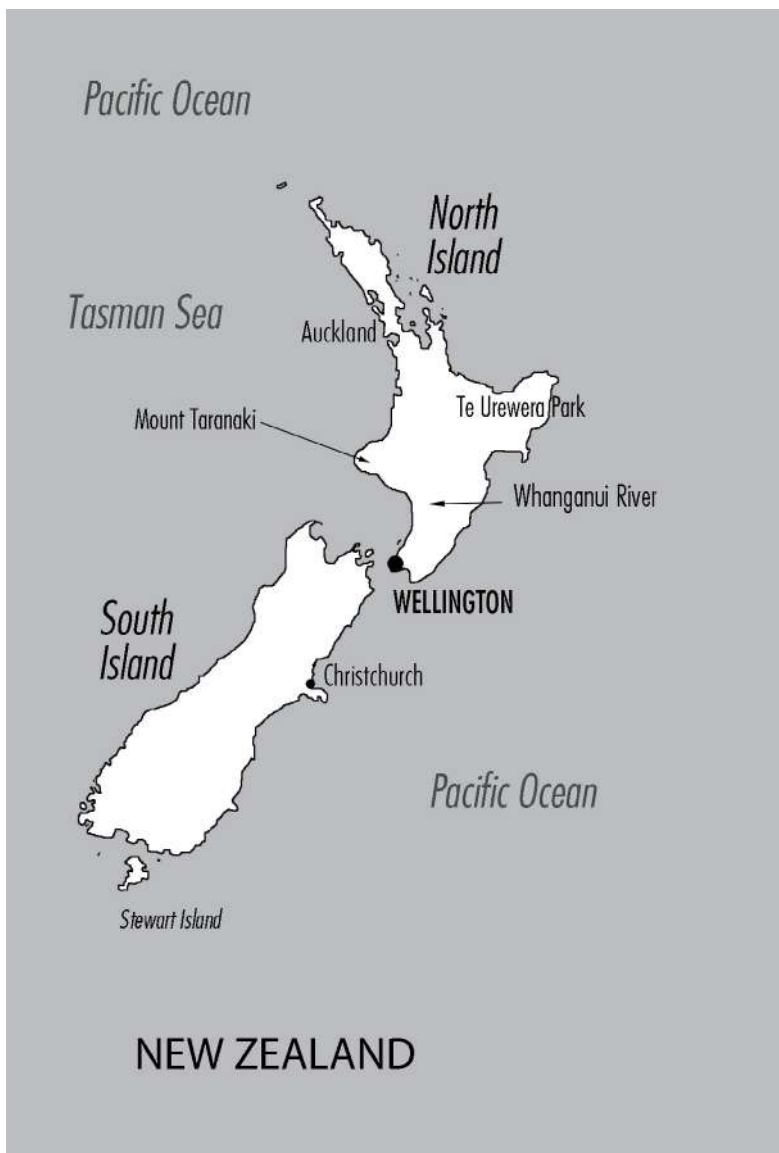 Pacific Ocean
North
Island
Tasman Sea
Auckland
Te Urewera Park
Mount Taranaki
Whanganui River
WELLINGTON
South
Island
Christchurch
Pacific Ocean
Stewart Island
NEW ZEALAND